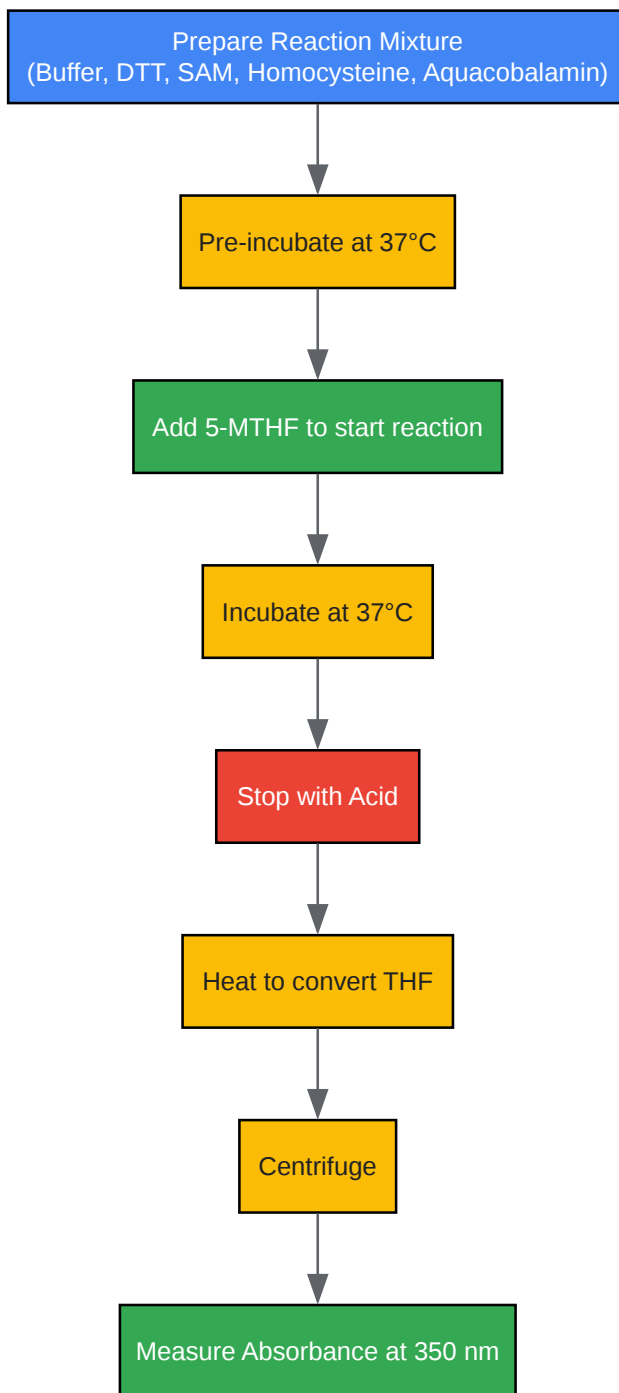 Prepare Reaction Mixture
(Buffer, DTT, SAM, Homocysteine, Aquacobalamin)
Pre-incubate at 37°C
Add 5-MTHF to start reaction
Incubate at 37°C
Stop with Acid
Heat to convert THF
Centrifuge
Measure Absorbance at 350 nm